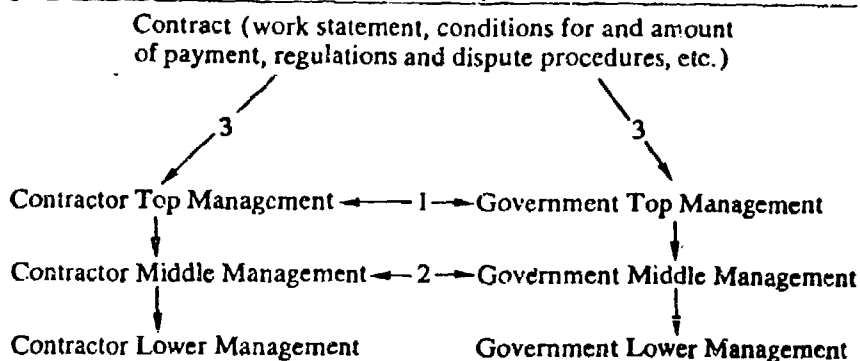 Contract (work statement, conditions for and amount
of payment, regulations and dispute procedures, etc.)
3 3
Contractor Top Management 1 Government Top Management
Contractor Middle Management 2 Government Middle Management
Contractor Lower Management Government Lower Management